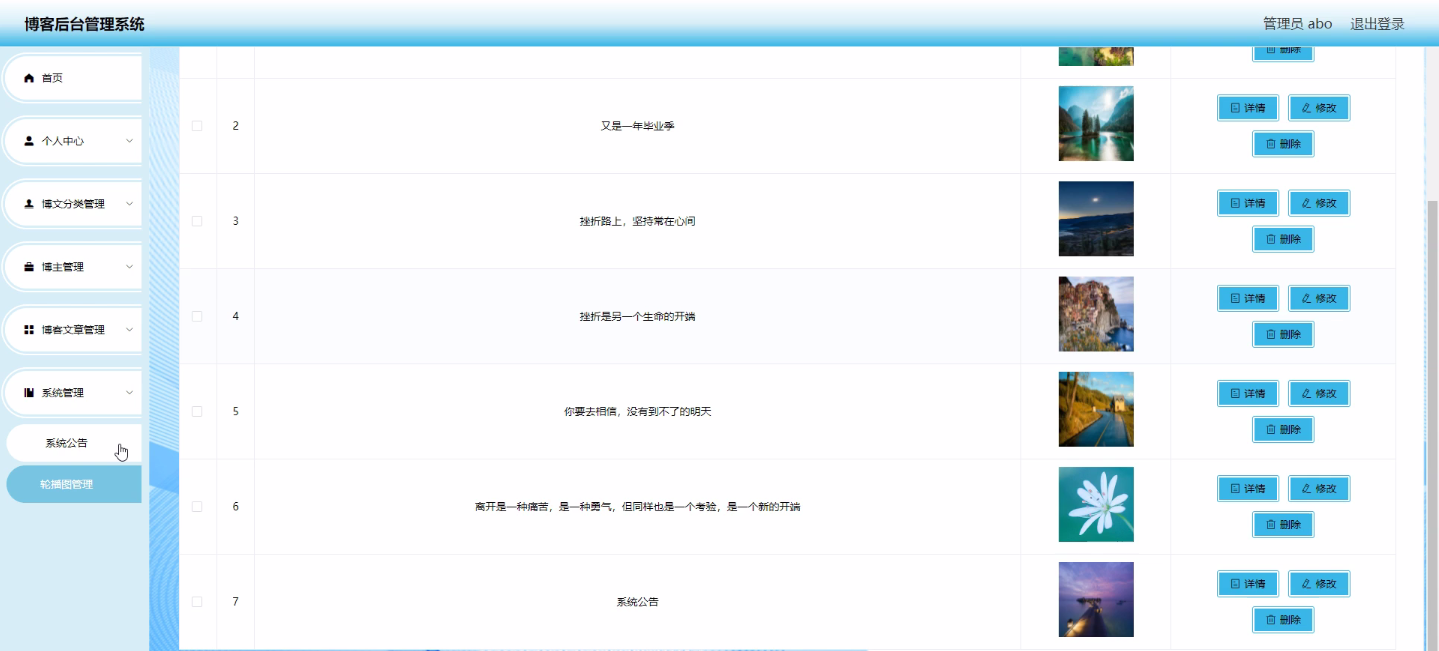 博客后台管理系统
管理员 abo 退出登录
首页
个人中心
博文分类管理
博主管理
博客文章管理
系统管理
系统公告
轮播图管理
删除
2 又是一年毕业季 详情 修改
删除
3 挫折路上，坚持常在心间 详情 修改
删除
4 挫折是另一个生命的开端 详情 修改
删除
5 你要去相信，没有到不了的明天 详情 修改
删除
6 离开是一种痛苦，是一种勇气，但同样也是一个考验，是一个新的开端 详情 修改
删除
7 系统公告 详情 修改
删除